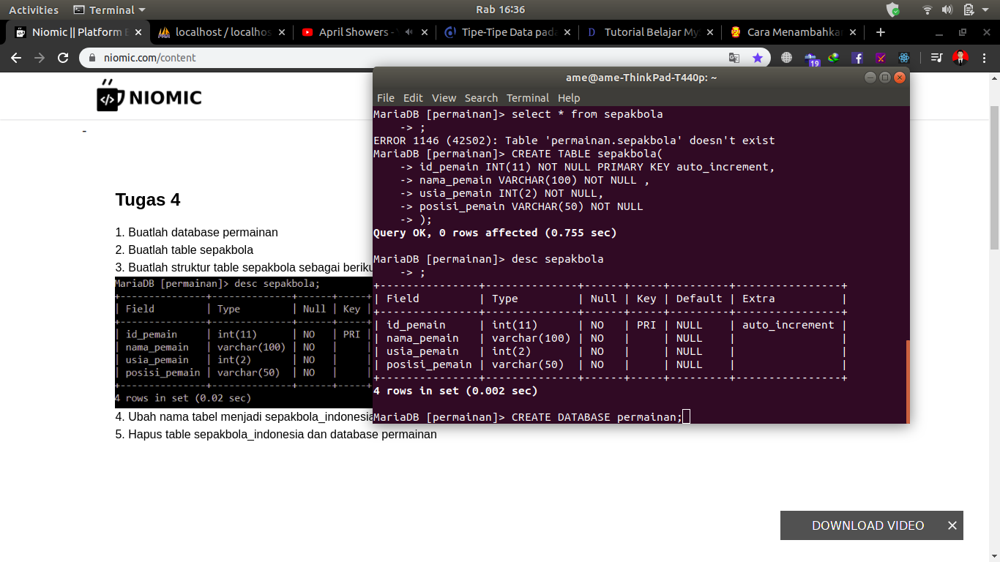 Activities Terminal Rab 16:36
Niomic || Platform localhost / localhos April Showers - Tipe-Tipe Data pada Tutorial Belajar My Cara Menambahka
niomic.com/content
19
NIOMIC
-
Tugas 4
1. Buatlah database permainan
2. Buatlah table sepakbola
3. Buatlah struktur table sepakbola sebagai beriku
MariaDB [permainan]> desc sepakbola;
+---------------+--------------+------+-----+
| Field | Type | Null | Key |
+---------------+--------------+------+-----+
| id_pemain | int(11) | NO | PRI |
| nama_pemain | varchar(100) | NO | |
| usia_pemain | int(2) | NO | |
| posisi_pemain | varchar(50) | NO | |
+---------------+--------------+------+-----+
4 rows in set (0.02 sec)
4. Ubah nama tabel menjadi sepakbola_indonesia
5. Hapus table sepakbola_indonesia dan database permainan
ame@ame-ThinkPad-T440p: ~
File Edit View Search Terminal Help
MariaDB [permainan]> select * from sepakbola
-> ;
ERROR 1146 (42S02): Table 'permainan.sepakbola' doesn't exist
MariaDB [permainan]> CREATE TABLE sepakbola(
-> id_pemain INT(11) NOT NULL PRIMARY KEY auto_increment,
-> nama_pemain VARCHAR(100) NOT NULL ,
-> usia_pemain INT(2) NOT NULL,
-> posisi_pemain VARCHAR(50) NOT NULL
-> );
Query OK, 0 rows affected (0.755 sec)
MariaDB [permainan]> desc sepakbola
-> ;
+---------------+--------------+------+-----+---------+----------------+
| Field | Type | Null | Key | Default | Extra |
+---------------+--------------+------+-----+---------+----------------+
| id_pemain | int(11) | NO | PRI | NULL | auto_increment |
| nama_pemain | varchar(100) | NO | | NULL | |
| usia_pemain | int(2) | NO | | NULL | |
| posisi_pemain | varchar(50) | NO | | NULL | |
+---------------+--------------+------+-----+---------+----------------+
4 rows in set (0.002 sec)
MariaDB [permainan]> CREATE DATABASE permainan;
DOWNLOAD VIDEO